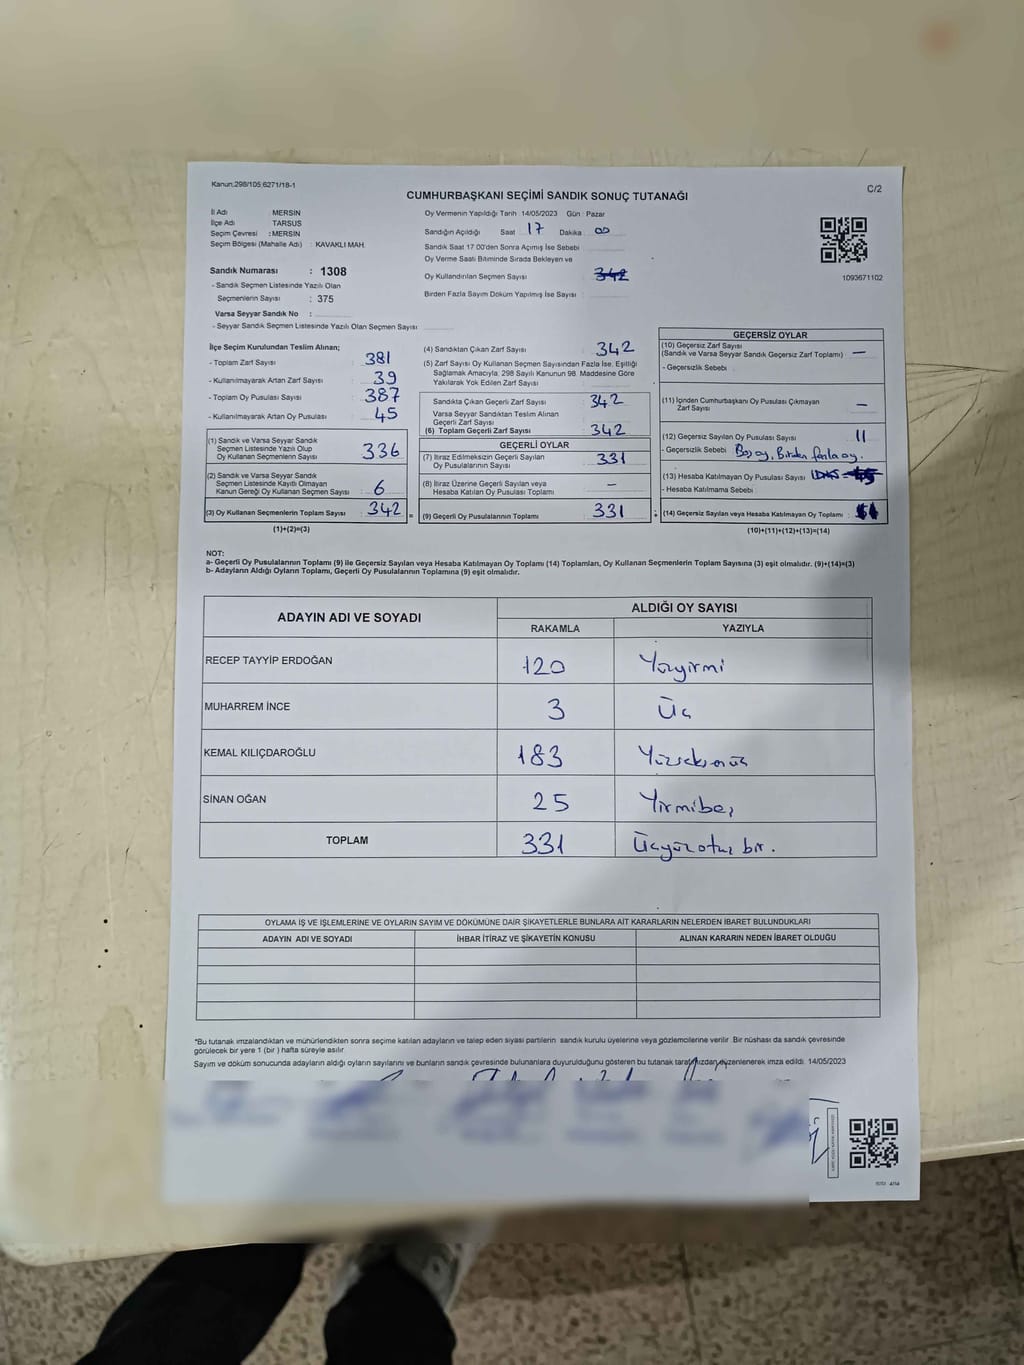 Kanun;298/105;6271/18-1
C/2
CUMHURBAŞKANI SEÇİMİ SANDIK SONUÇ TUTANAĞI
İl Adı : MERSİN
İlçe Adı : TARSUS
Seçim Çevresi : MERSİN
Seçim Bölgesi (Mahalle Adı) : KAVAKLI MAH.
Sandık Numarası : 1308
- Sandık Seçmen Listesinde Yazılı Olan
Seçmenlerin Sayısı : 375
Varsa Seyyar Sandık No :
- Seyyar Sandık Seçmen Listesinde Yazılı Olan Seçmen Sayısı
Oy Vermenin Yapıldığı Tarih :14/05/2023 Gün : Pazar
Sandığın Açıldığı Saat 17 Dakika 00
Sandık Saat 17 00'den Sonra Açımış İse Sebebi
Oy Verme Saati Bitiminde Sırada Bekleyen ve
Oy Kullandırılan Seçmen Sayısı 342
Birden Fazla Sayım Döküm Yapılmış İse Sayısı
1093671102
İlçe Seçim Kurulundan Teslim Alınan;
- Toplam Zarf Sayısı 381
- Kullanılmayarak Artan Zarf Sayısı 39
- Toplam Oy Pusulası Sayısı 387
- Kullanılmayarak Artan Oy Pusulası 45
(1) Sandık ve Varsa Seyyar Sandık
Seçmen Listesinde Yazılı Olup
Oy Kullanan Seçmenlerin Sayısı 336
(2) Sandık ve Varsa Seyyar Sandık
Seçmen Listesinde Kayıtlı Olmayan
Kanun Gereği Oy Kullanan Seçmen Sayısı 6
(3) Oy Kullanan Seçmenlerin Toplam Sayısı : 342 =
(1)+(2)=(3)
(4) Sandıktan Çıkan Zarf Sayısı 342
(5) Zarf Sayısı Oy Kullanan Seçmen Sayısından Fazla İse, Eşitliği
Sağlamak Amacıyla, 298 Sayılı Kanunun 98. Maddesine Göre
Yakılarak Yok Edilen Zarf Sayısı
Sandıkta Çıkan Geçerli Zarf Sayısı : 342
Varsa Seyyar Sandıktan Teslim Alınan
Geçerli Zarf Sayısı
(6) Toplam Geçerli Zarf Sayısı : 342
GEÇERLİ OYLAR
(7) İtiraz Edilmeksizin Geçerli Sayılan
Oy Pusulalarının Sayısı 331
(8) İtiraz Üzerine Geçerli Sayılan veya
Hesaba Katılan Oy Pusulası Toplamı –
(9) Geçerli Oy Pusulalarının Toplamı : 331 +
GEÇERSİZ OYLAR
(10) Geçersiz Zarf Sayısı
(Sandık ve Varsa Seyyar Sandık Geçersiz Zarf Toplamı) –
- Geçersizlik Sebebi :
(11) İçinden Cumhurbaşkanı Oy Pusulası Çıkmayan
Zarf Sayısı –
(12) Geçersiz Sayılan Oy Pusulası Sayısı 11
- Geçersizlik Sebebi Boş oy, Birden fazla oy.
(13) Hesaba Katılmayan Oy Pusulası Sayısı
- Hesaba Katılmama Sebebi
(14) Geçersiz Sayılan veya Hesaba Katılmayan Oy Toplamı :
(10)+(11)+(12)+(13)=(14)
NOT:
a- Geçerli Oy Pusulalarının Toplamı (9) ile Geçersiz Sayılan veya Hesaba Katılmayan Oy Toplamı (14) Toplamları, Oy Kullanan Seçmenlerin Toplam Sayısına (3) eşit olmalıdır. (9)+(14)=(3)
b- Adayların Aldığı Oyların Toplamı, Geçerli Oy Pusulalarının Toplamına (9) eşit olmalıdır.
ADAYIN ADI VE SOYADI
ALDIĞI OY SAYISI
RAKAMLA YAZIYLA
RECEP TAYYİP ERDOĞAN 120 Yüzyirmi
MUHARREM İNCE 3 Üç
KEMAL KILIÇDAROĞLU 183 Yüzseksenüç
SİNAN OĞAN 25 Yirmibeş
TOPLAM 331 Üçyüzotuz bir.
OYLAMA İŞ VE İŞLEMLERİNE VE OYLARIN SAYIM VE DÖKÜMÜNE DAİR ŞİKAYETLERLE BUNLARA AİT KARARLARIN NELERDEN İBARET BULUNDUKLARI
ADAYIN ADI VE SOYADI İHBAR İTİRAZ VE ŞİKAYETİN KONUSU ALINAN KARARIN NEDEN İBARET OLDUĞU
*Bu tutanak imzalandıktan ve mühürlendikten sonra seçime katılan adayların ve talep eden siyasi partilerin sandık kurulu üyelerine veya gözlemcilerine verilir .Bir nüshası da sandık çevresinde
görülecek bir yere 1 (bir ) hafta süreyle asılır
Sayım ve döküm sonucunda adayların aldığı oyların sayılarını ve bunların sandık çevresinde bulunanlara duyurulduğunu gösteren bu tutanak tarafımızdan düzenlenerek imza edildi. 14/05/2023